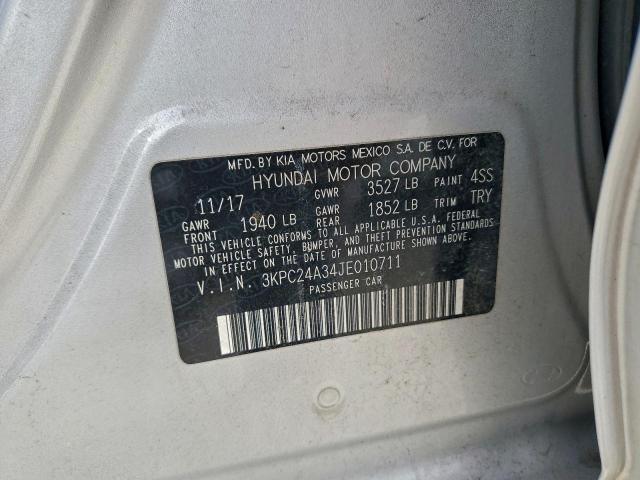 MFD. BY KIA MOTORS MEXICO S.A. DE C.V. FOR
HYUNDAI MOTOR COMPANY
11/17 GVWR 3527 LB PAINT 4SS
GAWR FRONT 1940 LB GAWR REAR 1852 LB TRIM TRY
THIS VEHICLE CONFORMS TO ALL APPLICABLE U.S.A. FEDERAL
MOTOR VEHICLE SAFETY, BUMPER, AND THEFT PREVENTION STANDARDS
IN EFFECT ON THE DATE OF MANUFACTURE SHOWN ABOVE.
V.I.N. 3KPC24A34JE010711
PASSENGER CAR